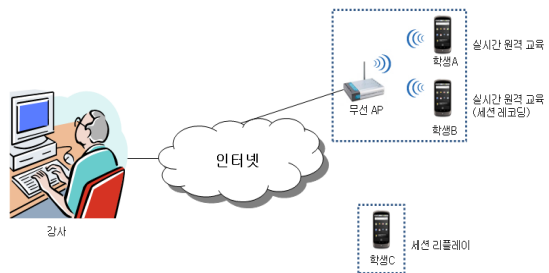 실시간 원격 교육
학생A
무선 AP
실시간 원격 교육
(세션 레코딩)
학생B
인터넷
강사
세션 리플레이
학생C